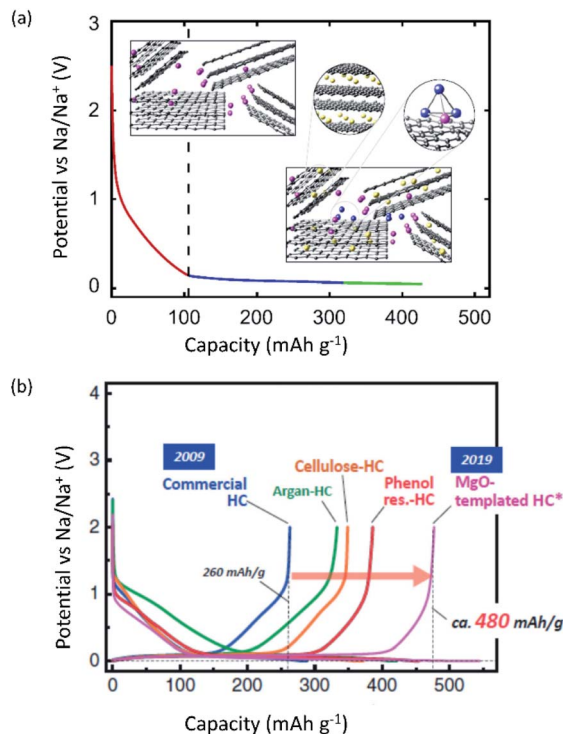 (a)
3
2
1
0
Potential vs Na/Na⁺ (V)
0 100 200 300 400 500
Capacity (mAh g⁻¹)
(b)
4
3
2
1
0
Potential vs Na/Na⁺ (V)
2009
Commercial
HC
Argan-HC
Cellulose-HC
Phenol
res.-HC
2019
MgO-
templated HC*
260 mAh/g
ca. 480 mAh/g
0 100 200 300 400 500
Capacity (mAh g⁻¹)